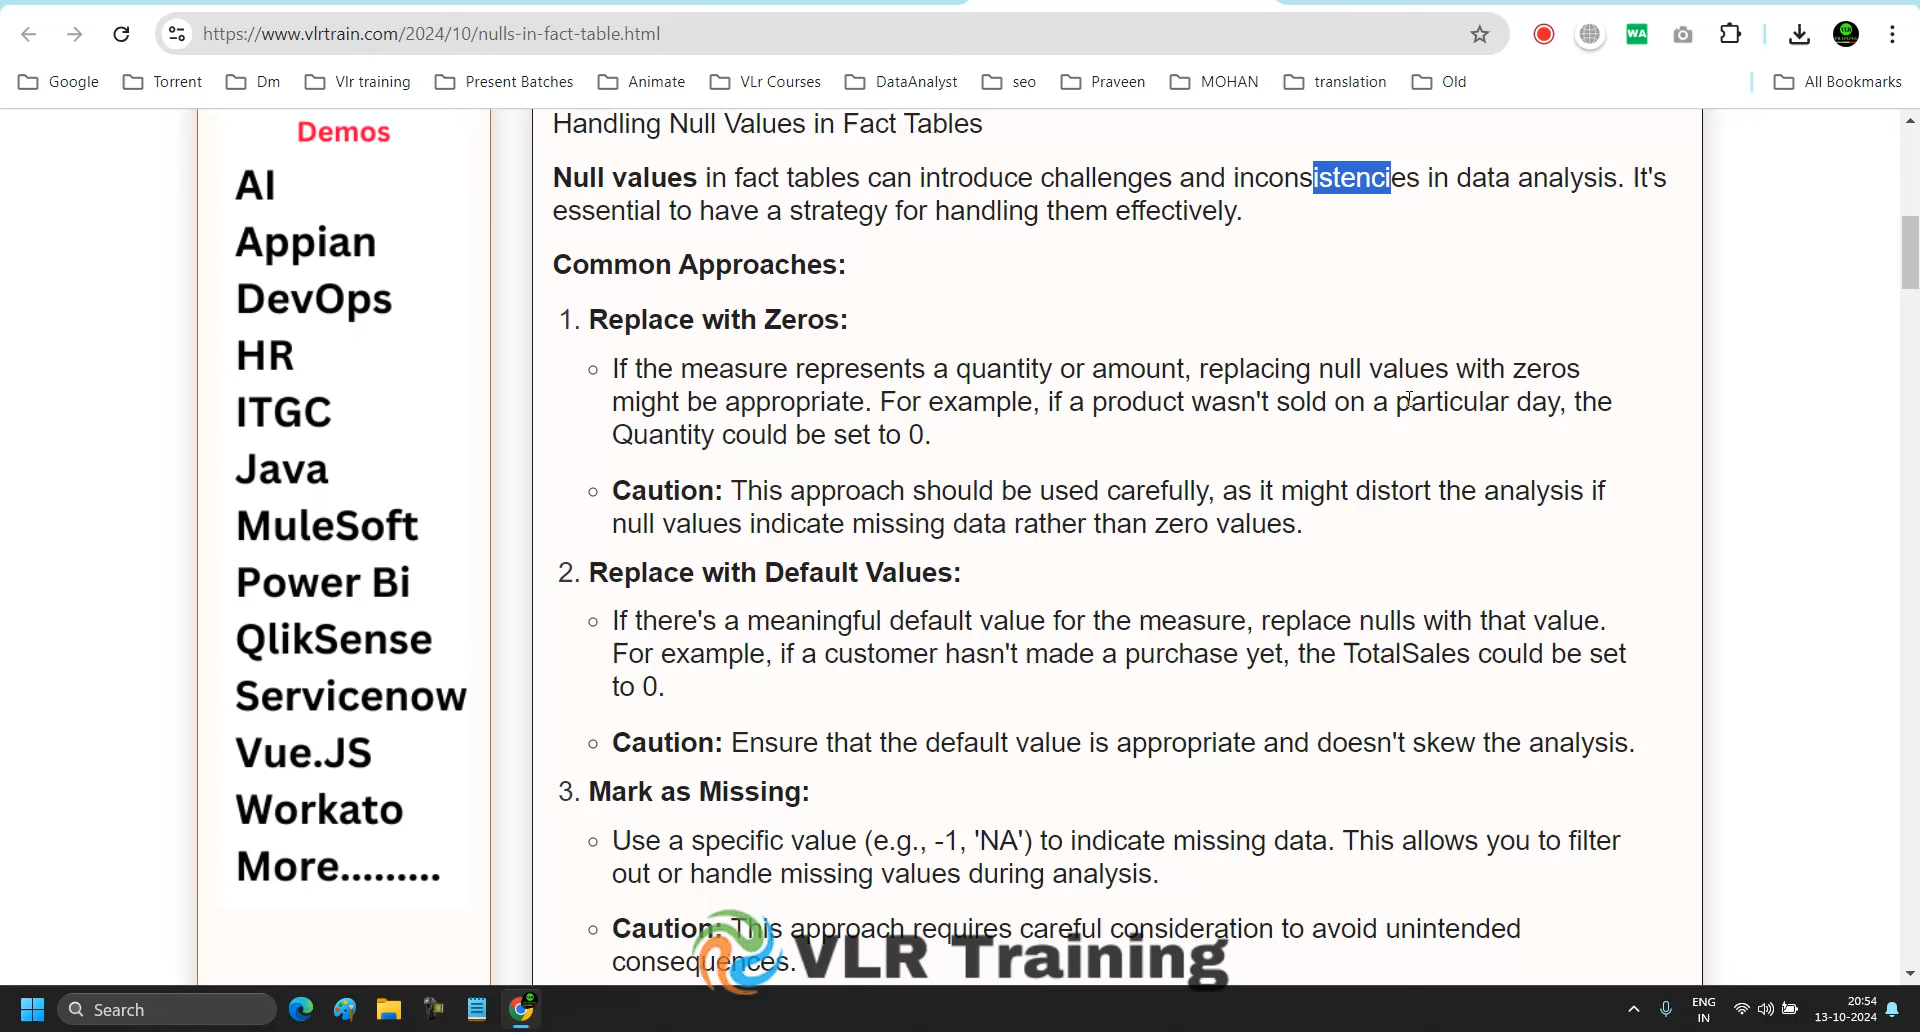 https://www.vlrtrain.com/2024/10/nulls-in-fact-table.html
WA
Google
Torrent
Dm
Vlr training
Present Batches
Animate
VLr Courses
DataAnalyst
seo
Praveen
MOHAN
translation
Old
All Bookmarks
Demos
AI
Appian
DevOps
HR
ITGC
Java
MuleSoft
Power Bi
QlikSense
Servicenow
Vue.JS
Workato
More.........
Handling Null Values in Fact Tables
Null values in fact tables can introduce challenges and inconsistencies in data analysis. It's
essential to have a strategy for handling them effectively.
Common Approaches:
1. Replace with Zeros:
If the measure represents a quantity or amount, replacing null values with zeros
might be appropriate. For example, if a product wasn't sold on a particular day, the
Quantity could be set to 0.
Caution: This approach should be used carefully, as it might distort the analysis if
null values indicate missing data rather than zero values.
2. Replace with Default Values:
If there's a meaningful default value for the measure, replace nulls with that value.
For example, if a customer hasn't made a purchase yet, the TotalSales could be set
to 0.
Caution: Ensure that the default value is appropriate and doesn't skew the analysis.
3. Mark as Missing:
Use a specific value (e.g., -1, 'NA') to indicate missing data. This allows you to filter
out or handle missing values during analysis.
Caution: This approach requires careful consideration to avoid unintended
consequences.
VLR Training
Search
ENG
IN
20:54
13-10-2024